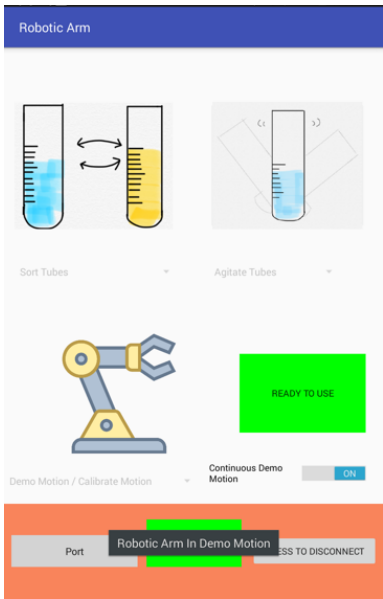 Robotic Arm
Sort Tubes
Agitate Tubes
READY TO USE
Continuous Demo
Motion
ON
Demo Motion / Calibrate Motion
Robotic Arm In Demo Motion
Port
TO DISCONNECT